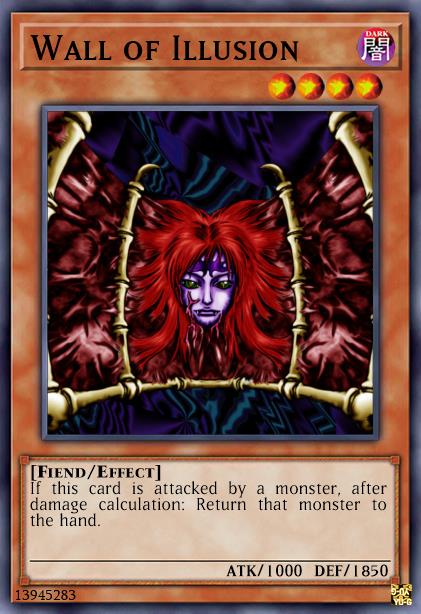 WALL OF ILLUSION
DARK
闇
[FIEND/EFFECT]
If this card is attacked by a monster, after
damage calculation: Return that monster to
the hand.
ATK/1000 DEF/1850
13945283